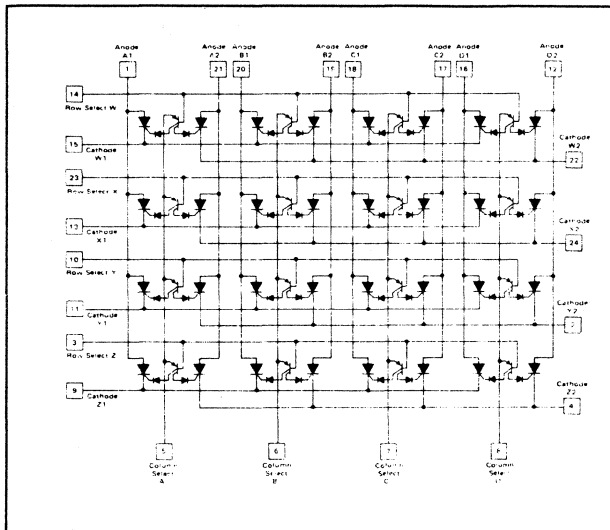 Anode A1
Anode A2
Anode B1
Anode B2
Anode C1
Anode C2
Anode D1
Anode D2
1
21
20
19
18
17
16
14
Row Select W
15
Cathode W1
Cathode W2
22
23
Row Select X
Cathode X1
X2
24
10
Row Select Y
11
Cathode Y1
Cathode Y2
2
3
Row Select Z
9
Cathode Z1
Cathode Z2
4
5
6
7
8
Column Select A
Column Select B
Column Select C
Column Select